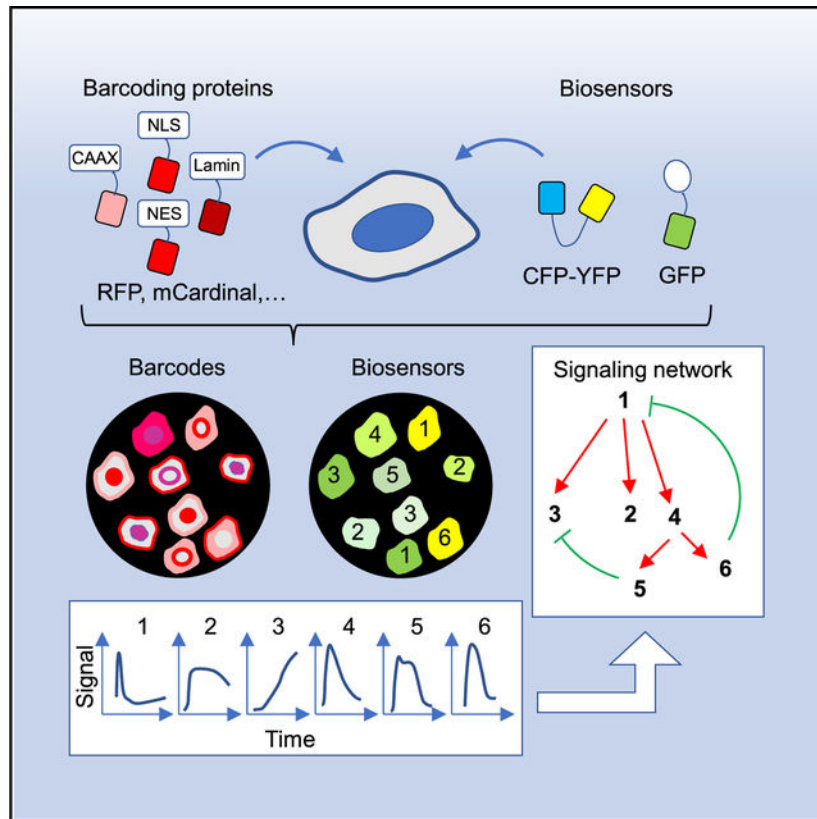 Barcoding proteins
Biosensors
NLS
CAAX
Lamin
NES
RFP, mCardinal,...
CFP-YFP
GFP
Barcodes
Biosensors
Signaling network
4
1
3
5
2
3
2
6
1
1
3
2
4
6
5
1
2
3
4
5
6
Signal
Time